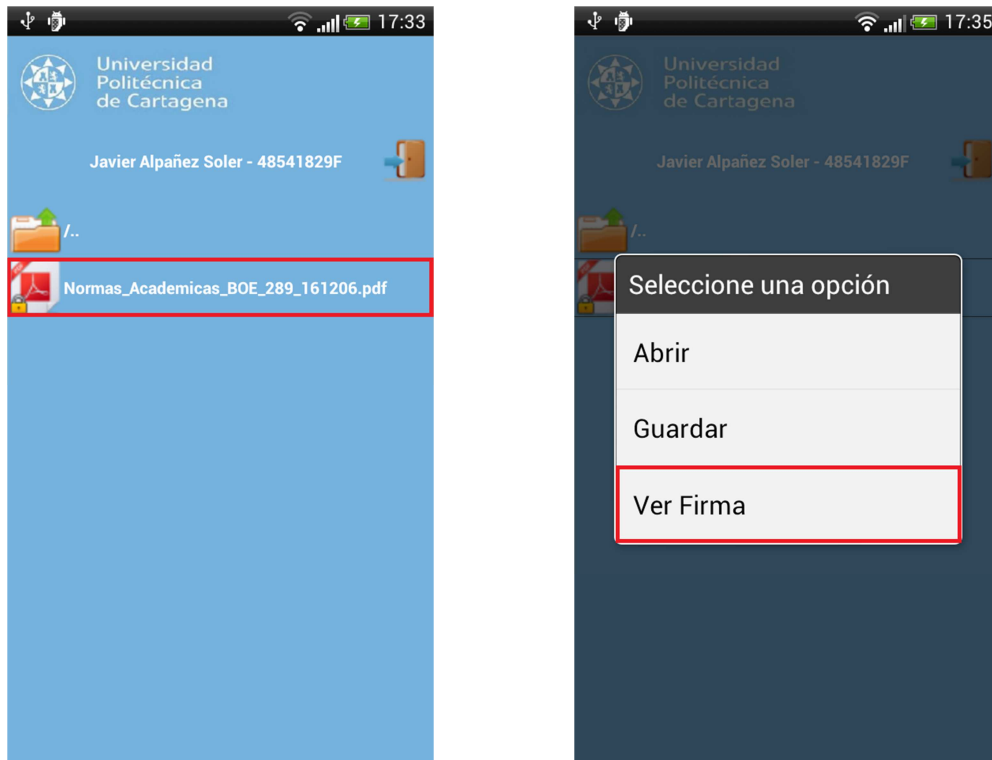 17:33
Universidad
Politécnica
de Cartagena
Javier Alpañez Soler - 48541829F
/..
Normas_Academicas_BOE_289_161206.pdf
17:35
Universidad
Politécnica
de Cartagena
Javier Alpañez Soler - 48541829F
/..
Seleccione una opción
Abrir
Guardar
Ver Firma